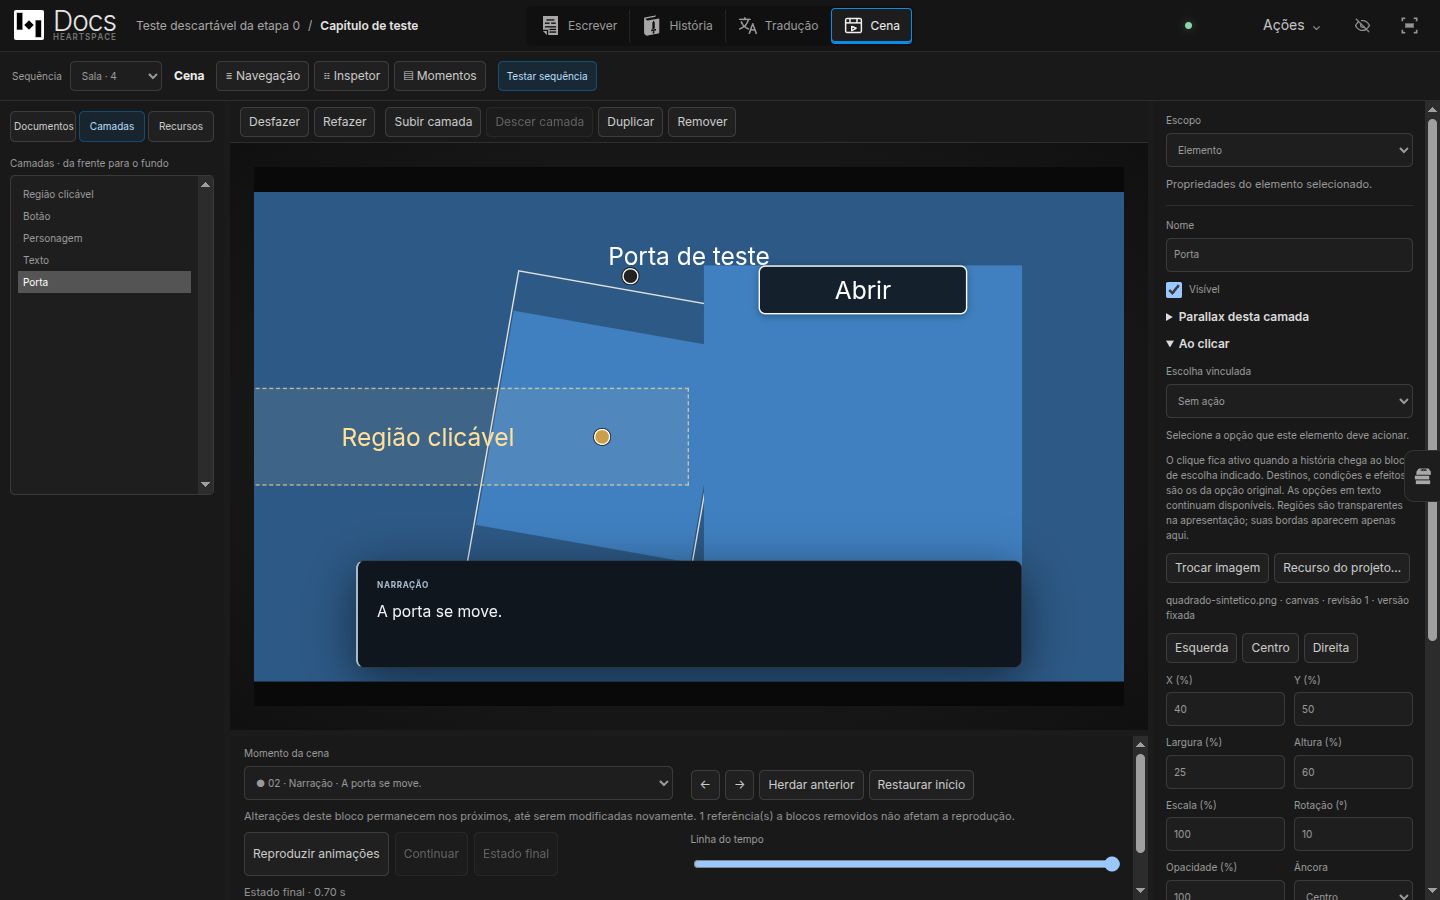 Docs
HEARTSPACE
Teste descartável da etapa 0 / Capítulo de teste
Escrever
História
Tradução
Cena
Ações
Sequência
Sala · 4
Cena
Navegação
Inspetor
Momentos
Testar sequência
Documentos
Camadas
Recursos
Camadas · da frente para o fundo
Região clicável
Botão
Personagem
Texto
Porta
Desfazer
Refazer
Subir camada
Descer camada
Duplicar
Remover
Porta de teste
Abrir
Região clicável
NARRAÇÃO
A porta se move.
Momento da cena
02 · Narração · A porta se move.
←
→
Herdar anterior
Restaurar início
Alterações deste bloco permanecem nos próximos, até serem modificadas novamente. 1 referência(s) a blocos removidos não afetam a reprodução.
Reproduzir animações
Continuar
Estado final
Linha do tempo
Estado final · 0.70 s
Escopo
Elemento
Propriedades do elemento selecionado.
Nome
Porta
Visível
Parallax desta camada
Ao clicar
Escolha vinculada
Sem ação
Selecione a opção que este elemento deve acionar.
O clique fica ativo quando a história chega ao bloc
de escolha indicado. Destinos, condições e efeitos
são os da opção original. As opções em texto
continuam disponíveis. Regiões são transparentes
na apresentação; suas bordas aparecem apenas
aqui.
Trocar imagem
Recurso do projeto...
quadrado-sintetico.png · canvas · revisão 1 · versão
fixada
Esquerda
Centro
Direita
X (%)
Y (%)
40
50
Largura (%)
Altura (%)
25
60
Escala (%)
Rotação (°)
100
10
Opacidade (%)
Âncora
100
Centro